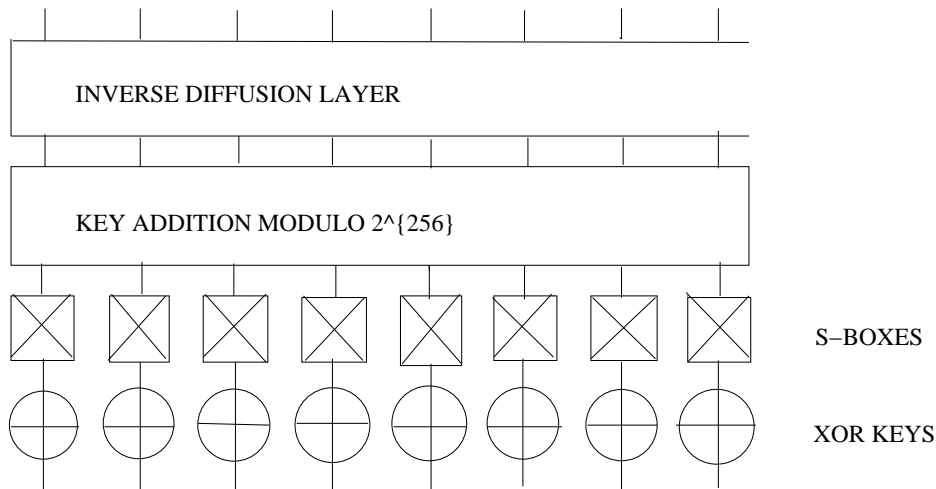 INVERSE DIFFUSION LAYER
KEY ADDITION MODULO 2^{256}
S−BOXES
XOR KEYS